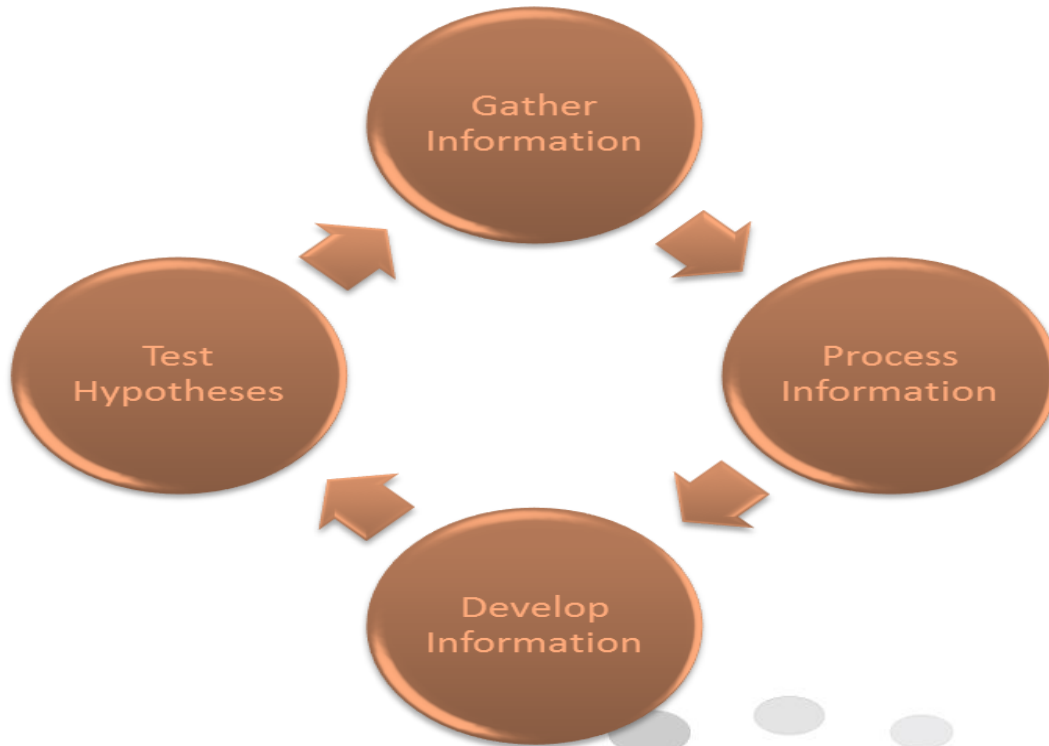 Gather
Information
Process
Information
Develop
Information
Test
Hypotheses